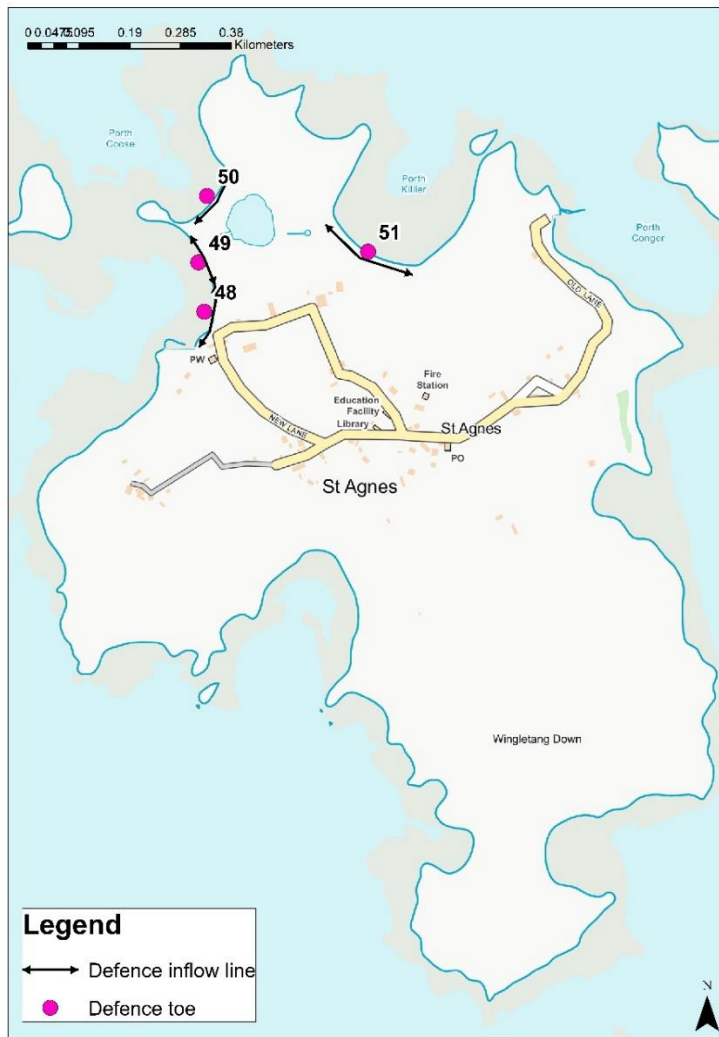 0 0.0475 0.095 0.19 0.285 0.38
Kilometers
Porth
Coose
Porth
Killier
Porth
Conger
50
49
51
48
OLD LANE
PW
Fire
Station
Education
Facility
Library
NEW LANE
St Agnes
PO
St Agnes
Wingletang Down
Legend
Defence inflow line
Defence toe
N